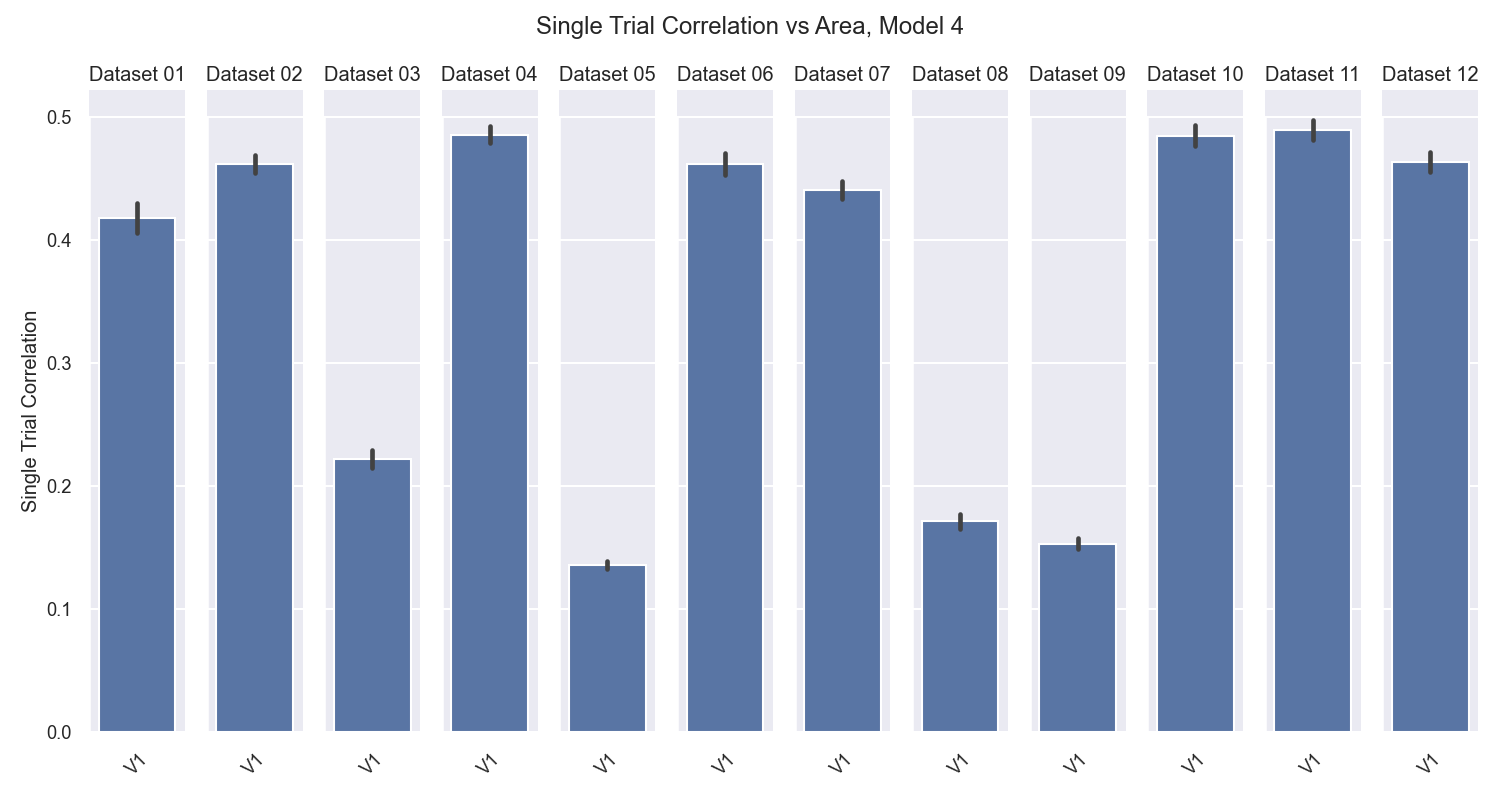 Single Trial Correlation vs Area, Model 4
Dataset 01 Dataset 02 Dataset 03 Dataset 04 Dataset 05 Dataset 06 Dataset 07 Dataset 08 Dataset 09 Dataset 10 Dataset 11 Dataset 12
Single Trial Correlation
0.5
0.4
0.3
0.2
0.1
0.0
V1 V1 V1 V1 V1 V1 V1 V1 V1 V1 V1 V1